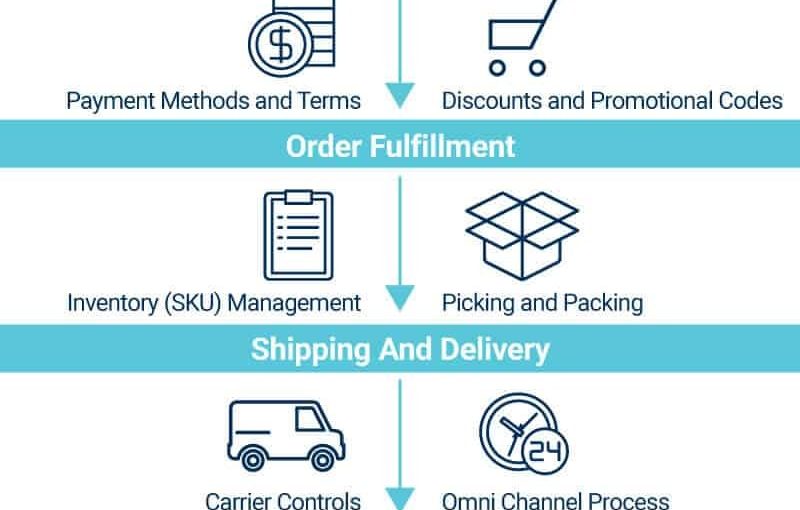 $
Payment Methods and Terms
Discounts and Promotional Codes
Order Fulfillment
Inventory (SKU) Management
Picking and Packing
Shipping And Delivery
24
Carrier Controls
Omni Channel Process